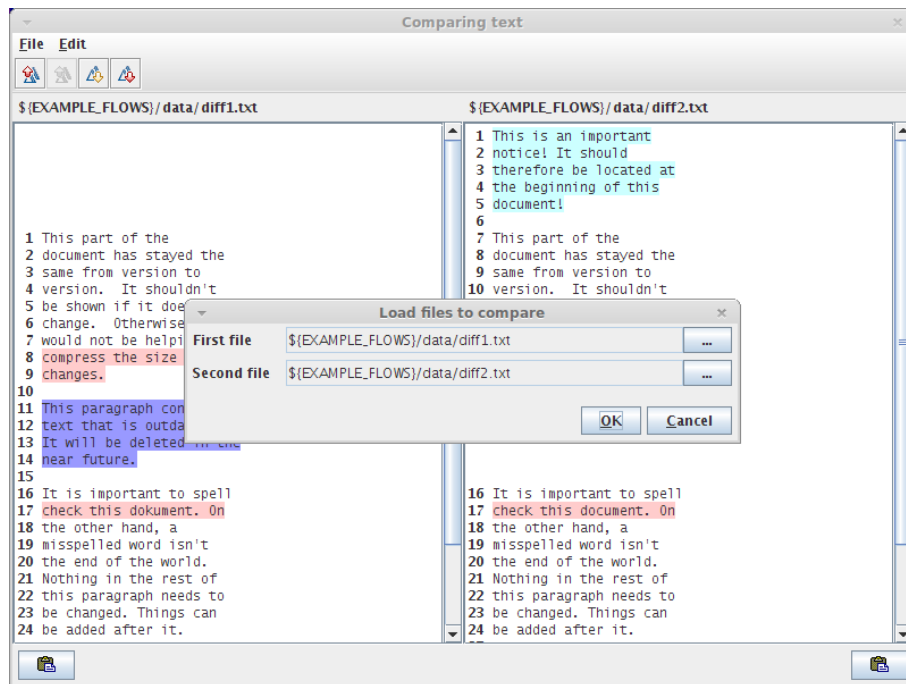 Comparing text
File Edit
${EXAMPLE_FLOWS}/data/diff1.txt
${EXAMPLE_FLOWS}/data/diff2.txt
1 This part of the
2 document has stayed the
3 same from version to
4 version.  It shouldn't
5 be shown if it doe
6 change.  Otherwise
7 would not be helpi
8 compress the size
9 changes.
10
11 This paragraph con
12 text that is outda
13 It will be deleted in the
14 near future.
15
16 It is important to spell
17 check this dokument. On
18 the other hand, a
19 misspelled word isn't
20 the end of the world.
21 Nothing in the rest of
22 this paragraph needs to
23 be changed. Things can
24 be added after it.
1 This is an important
2 notice! It should
3 therefore be located at
4 the beginning of this
5 document!
6
7 This part of the
8 document has stayed the
9 same from version to
10 version.  It shouldn't
16 It is important to spell
17 check this document. On
18 the other hand, a
19 misspelled word isn't
20 the end of the world.
21 Nothing in the rest of
22 this paragraph needs to
23 be changed. Things can
24 be added after it.
Load files to compare
First file ${EXAMPLE_FLOWS}/data/diff1.txt ...
Second file ${EXAMPLE_FLOWS}/data/diff2.txt ...
OK Cancel